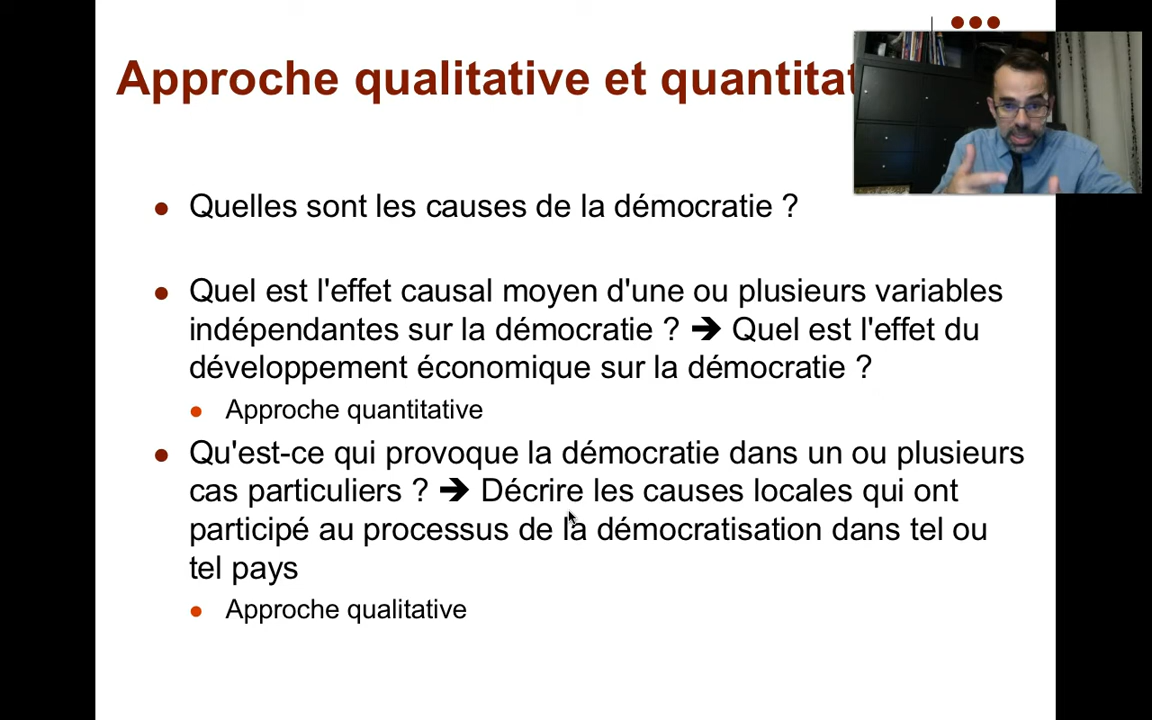 Approche qualitative et quantitat
Quelles sont les causes de la démocratie ?
Quel est l'effet causal moyen d'une ou plusieurs variables
indépendantes sur la démocratie ? ➔ Quel est l'effet du
développement économique sur la démocratie ?
Approche quantitative
Qu'est-ce qui provoque la démocratie dans un ou plusieurs
cas particuliers ? ➔ Décrire les causes locales qui ont
participé au processus de la démocratisation dans tel ou
tel pays
Approche qualitative